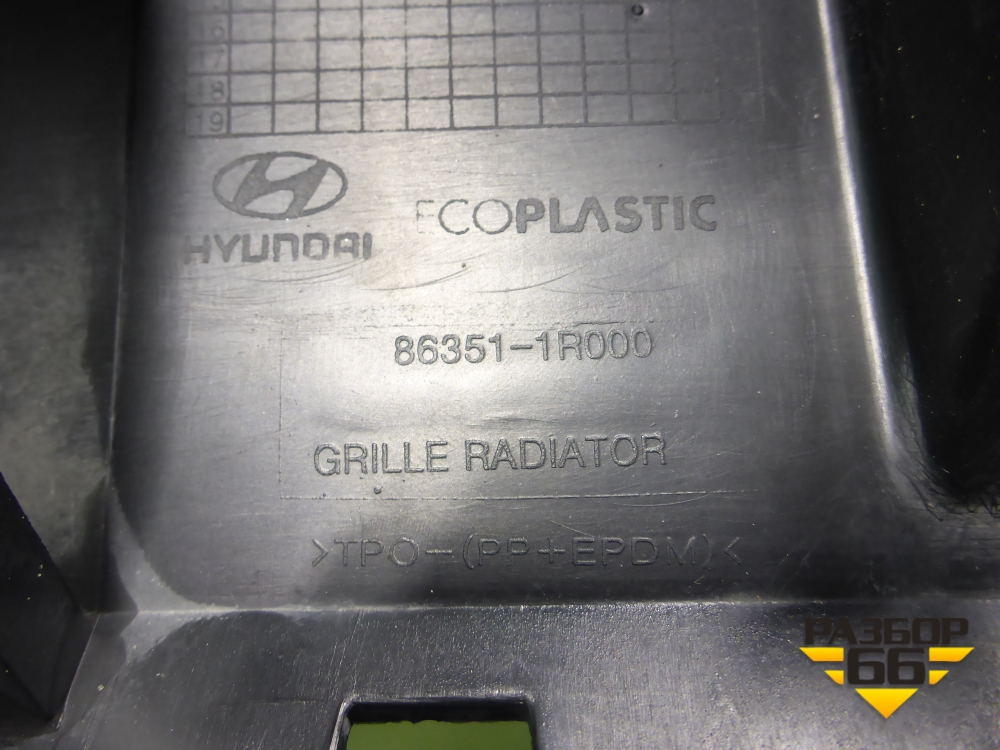 16
17
18
19
HYUNDAI ECOPLASTIC
86351-1R000
GRILLE RADIATOR
>TPO-(PP+EPDM)<
РАЗБОР
66